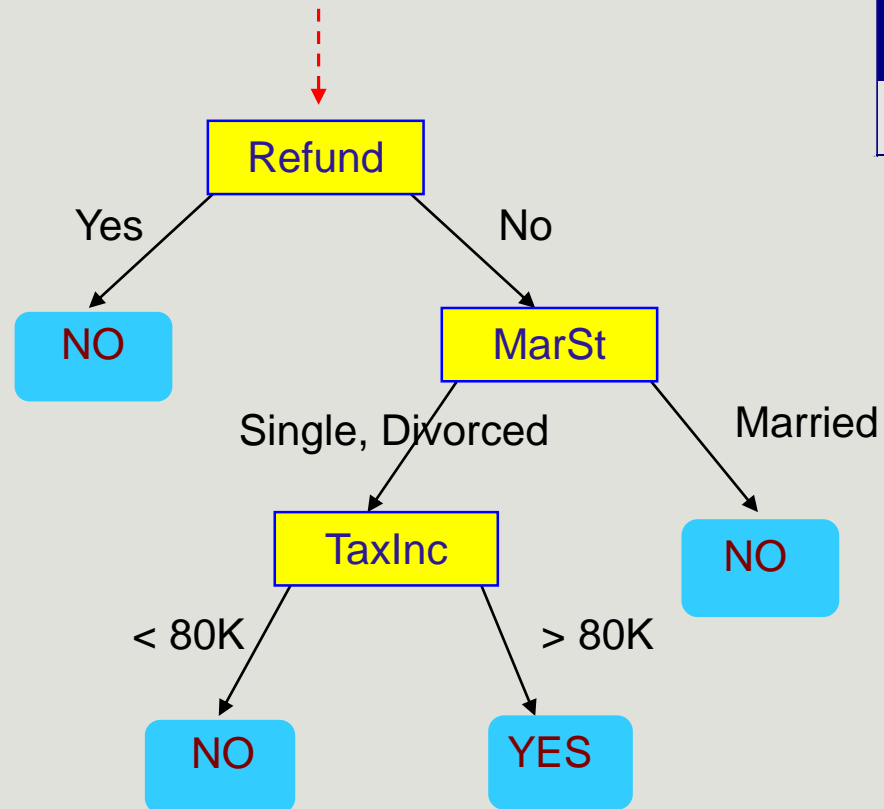 Refund
Yes
No
NO
MarSt
Single, Divorced
Married
TaxInc
NO
< 80K
> 80K
NO
YES